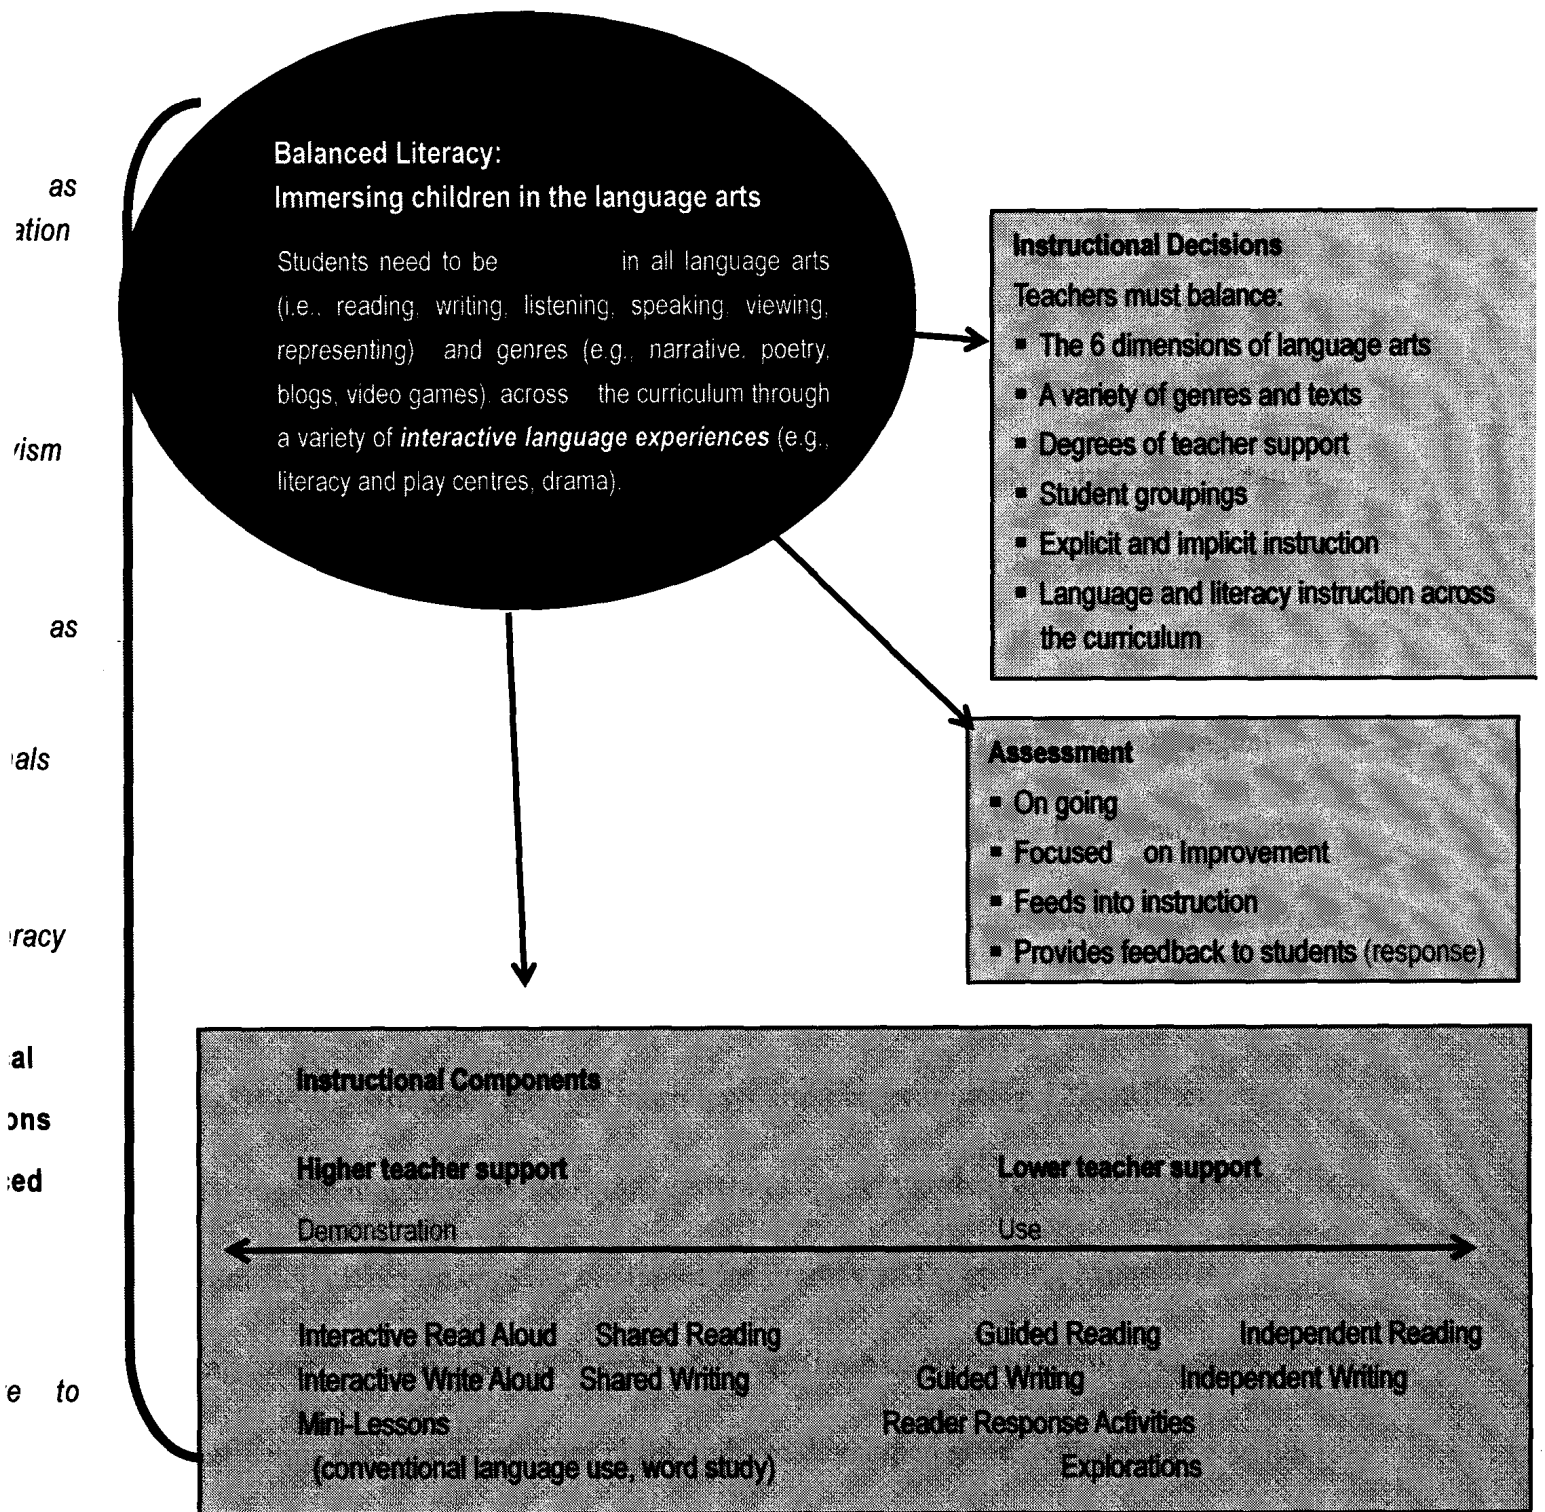 as
ation
vism
as
nals
racy
al
ons
ced
e to
Balanced Literacy:
Immersing children in the language arts
Students need to be in all language arts
(i.e., reading, writing, listening, speaking, viewing,
representing) and genres (e.g., narrative, poetry,
blogs, video games), across the curriculum through
a variety of interactive language experiences (e.g.,
literacy and play centres, drama).
Instructional Decisions
Teachers must balance:
▪ The 6 dimensions of language arts
▪ A variety of genres and texts
▪ Degrees of teacher support
▪ Student groupings
▪ Explicit and implicit instruction
▪ Language and literacy instruction across
the curriculum
Assessment
▪ On going
▪ Focused on Improvement
▪ Feeds into instruction
▪ Provides feedback to students (response)
Instructional Components
Higher teacher support Lower teacher support
Demonstration Use
Interactive Read Aloud Shared Reading Guided Reading Independent Reading
Interactive Write Aloud Shared Writing Guided Writing Independent Writing
Mini-Lessons Reader Response Activities
(conventional language use, word study) Explorations